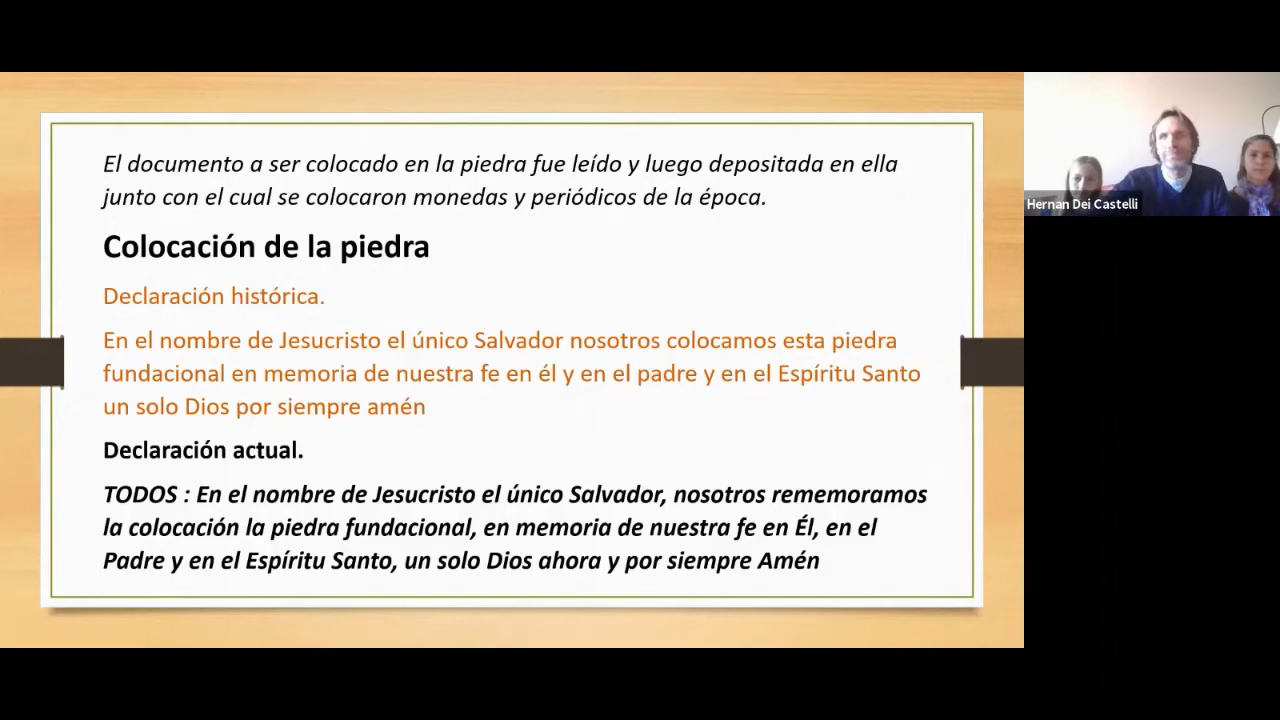 El documento a ser colocado en la piedra fue leído y luego depositada en ella
junto con el cual se colocaron monedas y periódicos de la época.
Colocación de la piedra
Declaración histórica.
En el nombre de Jesucristo el único Salvador nosotros colocamos esta piedra
fundacional en memoria de nuestra fe en él y en el padre y en el Espíritu Santo
un solo Dios por siempre amén
Declaración actual.
TODOS : En el nombre de Jesucristo el único Salvador, nosotros rememoramos
la colocación la piedra fundacional, en memoria de nuestra fe en Él, en el
Padre y en el Espíritu Santo, un solo Dios ahora y por siempre Amén
Hernan Dei Castelli